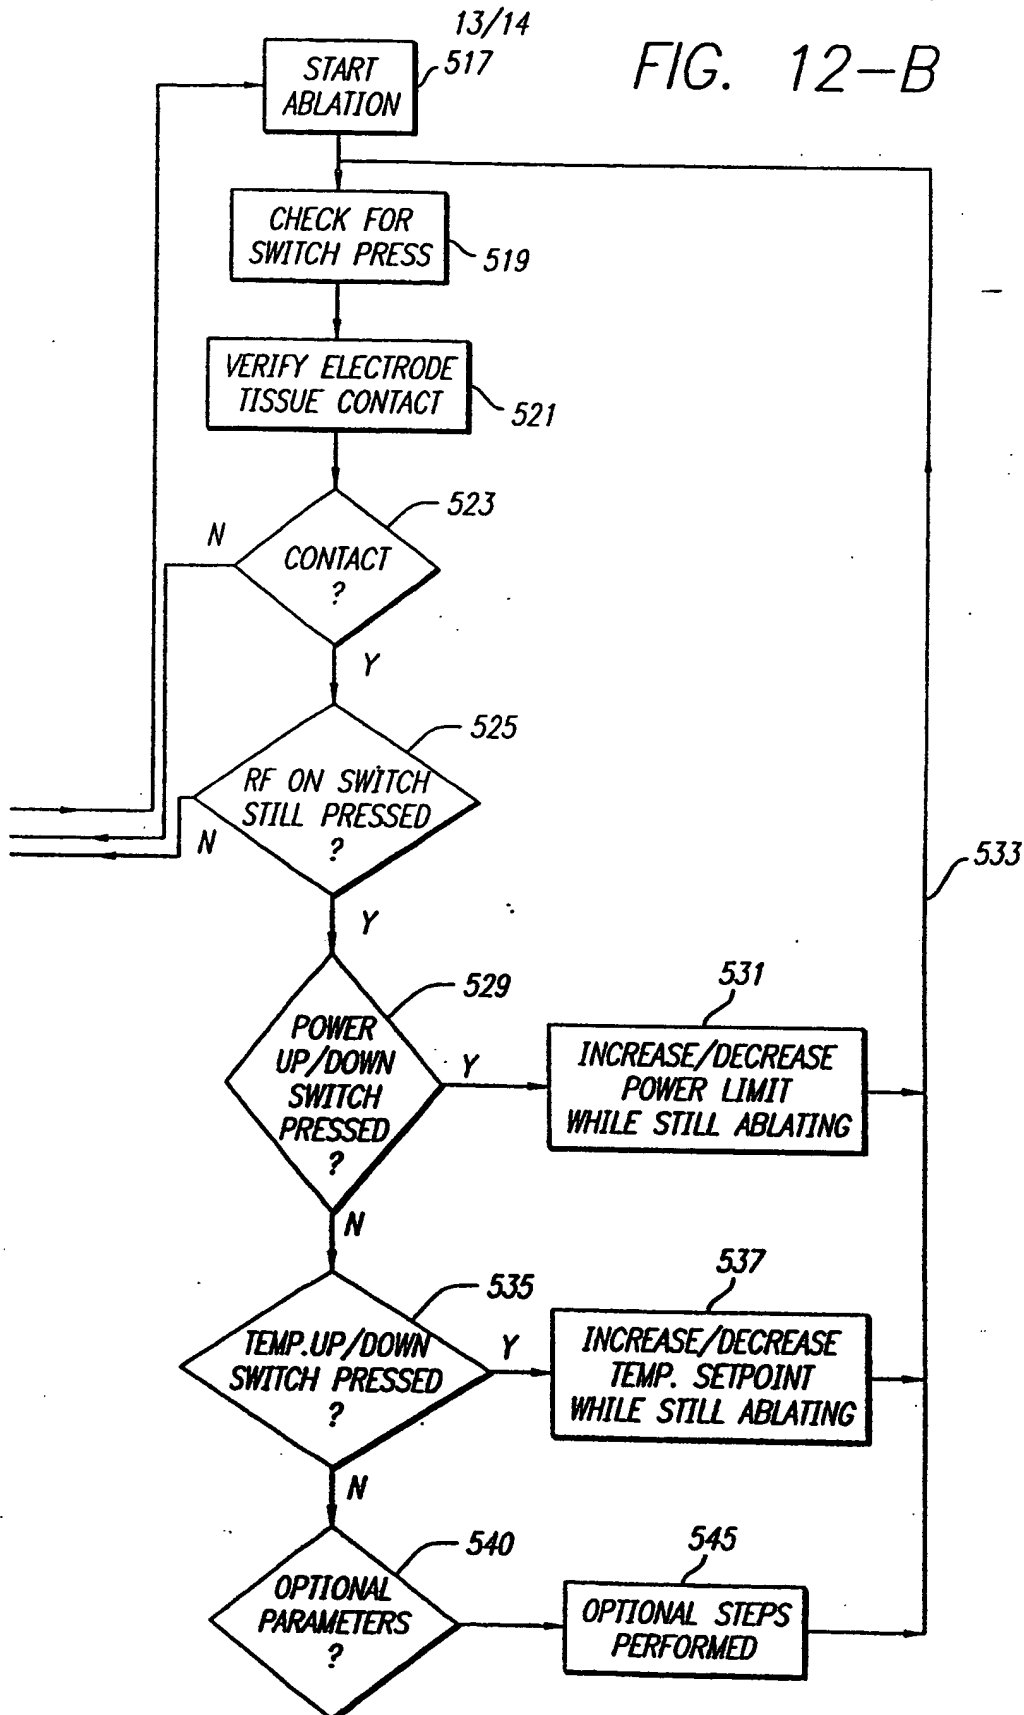 13/14
FIG. 12-B
START
ABLATION
517
CHECK FOR
SWITCH PRESS
519
VERIFY ELECTRODE
TISSUE CONTACT
521
523
N
CONTACT
?
Y
525
RF ON SWITCH
STILL PRESSED
?
N
Y
533
529
POWER
UP/DOWN
SWITCH
PRESSED
?
Y
531
INCREASE/DECREASE
POWER LIMIT
WHILE STILL ABLATING
N
535
TEMP.UP/DOWN
SWITCH PRESSED
?
Y
537
INCREASE/DECREASE
TEMP. SETPOINT
WHILE STILL ABLATING
N
540
OPTIONAL
PARAMETERS
?
545
OPTIONAL STEPS
PERFORMED